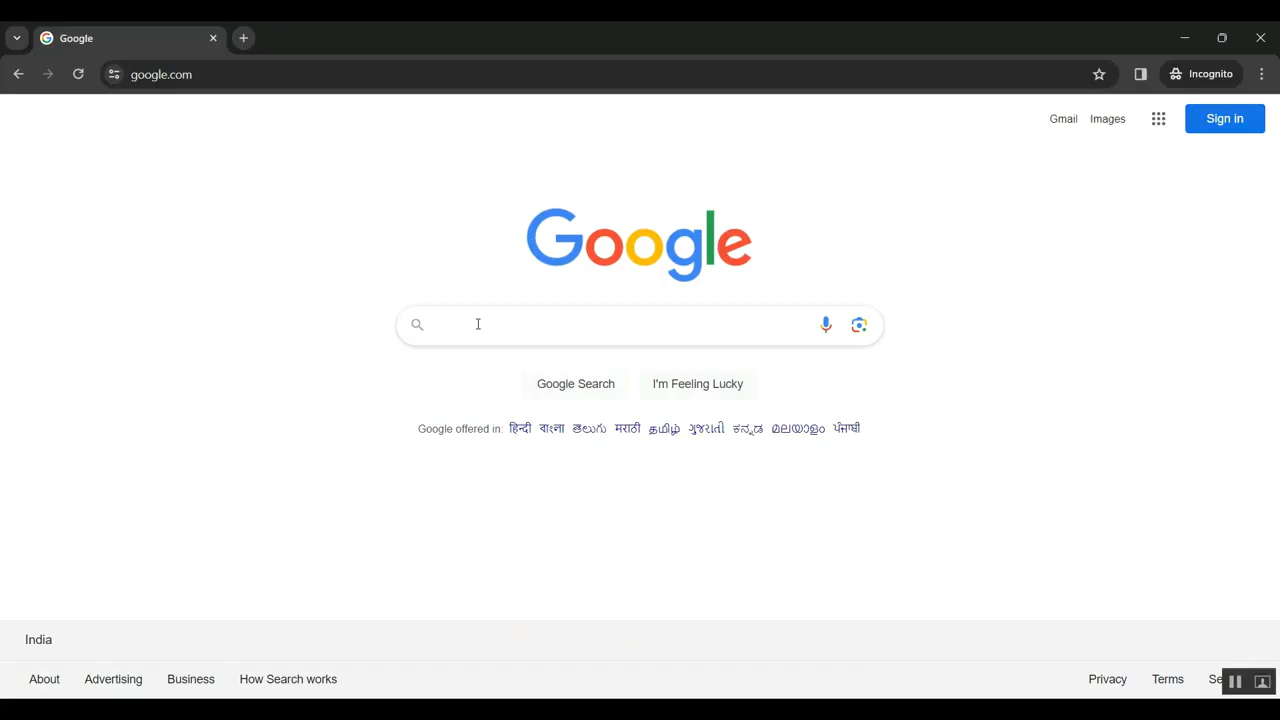 Google
google.com
Incognito
Gmail Images Sign in
Google
Google Search I'm Feeling Lucky
Google offered in: हिन्दी বাংলা తెలుగు मराठी தமிழ் ગુજરાતી ಕನ್ನಡ മലയാളം ਪੰਜਾਬੀ
India
About Advertising Business How Search works Privacy Terms Se